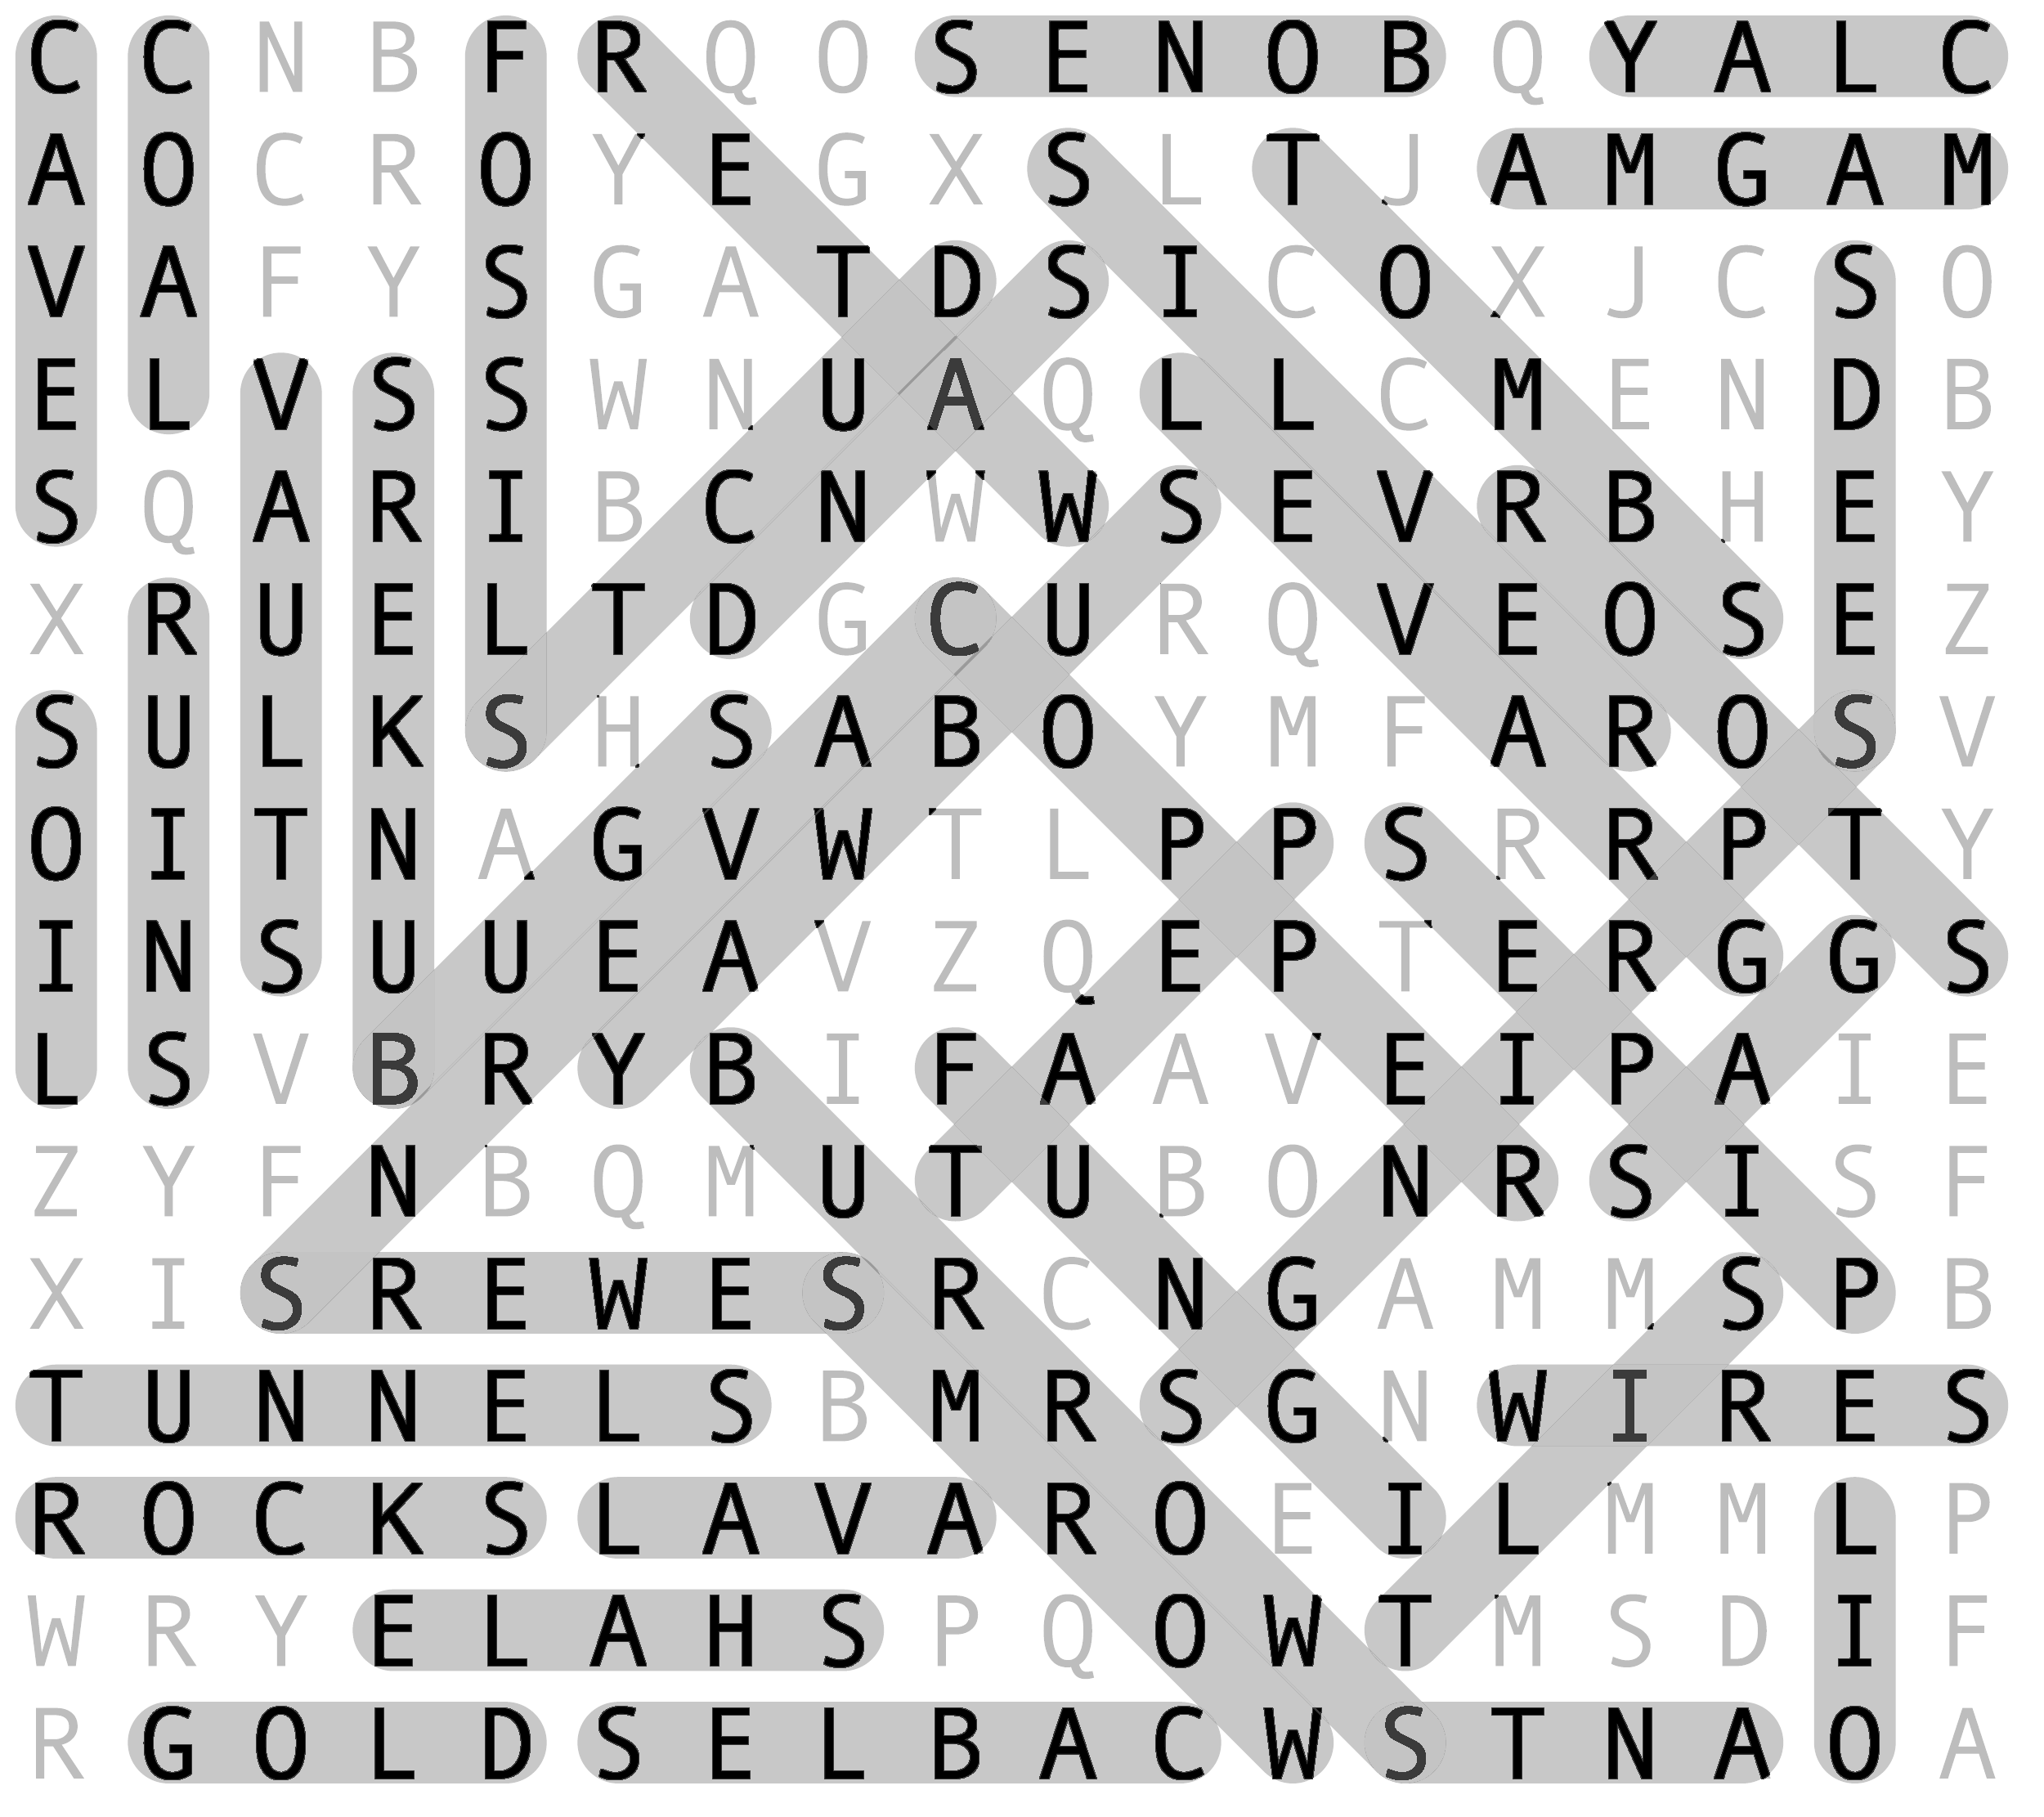 C C N B F R Q O S E N O B Q Y A L C
A O C R O Y E G X S L T J A M G A M
V A F Y S G A T D S I C O X J C S O
E L V S S W N U A Q L L C M E N D B
S Q A R I B C N W W S E V R B H E Y
X R U E L T D G C U R Q V E O S E Z
S U L K S H S A B O Y M F A R O S V
O I T N A G V W T L P P S R R P T Y
I N S U U E A V Z Q E P T E R G G S
L S V B R Y B I F A A V E I P A I E
Z Y F N B Q M U T U B O N R S I S F
X I S R E W E S R C N G A M M S P B
T U N N E L S B M R S G N W I R E S
R O C K S L A V A R O E I L M M L P
W R Y E L A H S P Q O W T M S D I F
R G O L D S E L B A C W S T N A O A